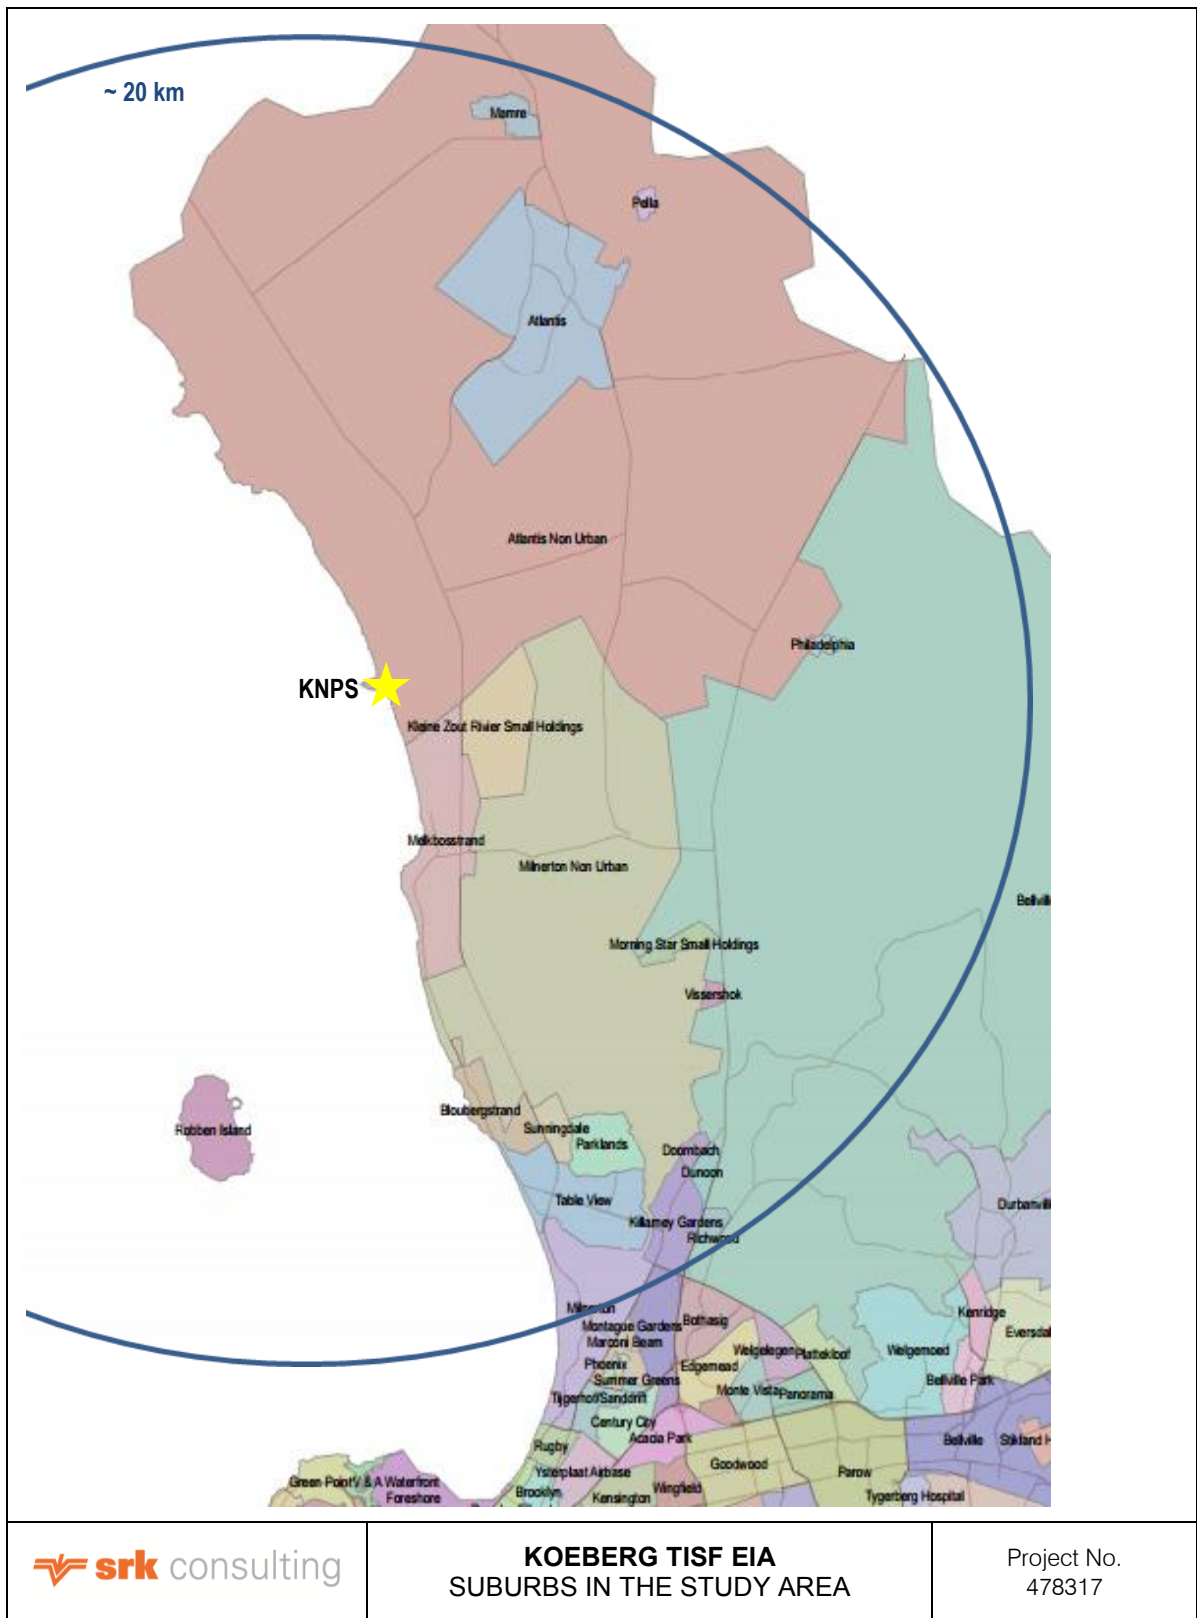 ~ 20 km
Mamre
Pella
Atlantis
Atlantis Non Urban
Philadelphia
KNPS
Kleine Zout Rivier Small Holdings
Melkbosstrand
Milnerton Non Urban
Morning Star Small Holdings
Vissershok
Robben Island
Bloubergstrand
Sunningdale
Parklands
Doornbach
Dunoon
Table View
Killarney Gardens
Richwood
Durbanvill
Milnerton
Montague Gardens
Marconi Beam
Bothasig
Kenridge
Eversdal
Welgelegen
Plattekloof
Welgemoed
Phoenix
Edgemead
Summer Greens
Bellville Park
Monte Vista
Panorama
Tijgerhof/Sanddrift
Century City
Acacia Park
Rugby
Bellville
Stikland H
Goodwood
Ysterplaat Airbase
Parow
Green Point
V & A Waterfront
Foreshore
Brooklyn
Kensington
Wingfield
Tygerberg Hospital
srk consulting
KOEBERG TISF EIA
SUBURBS IN THE STUDY AREA
Project No.
478317